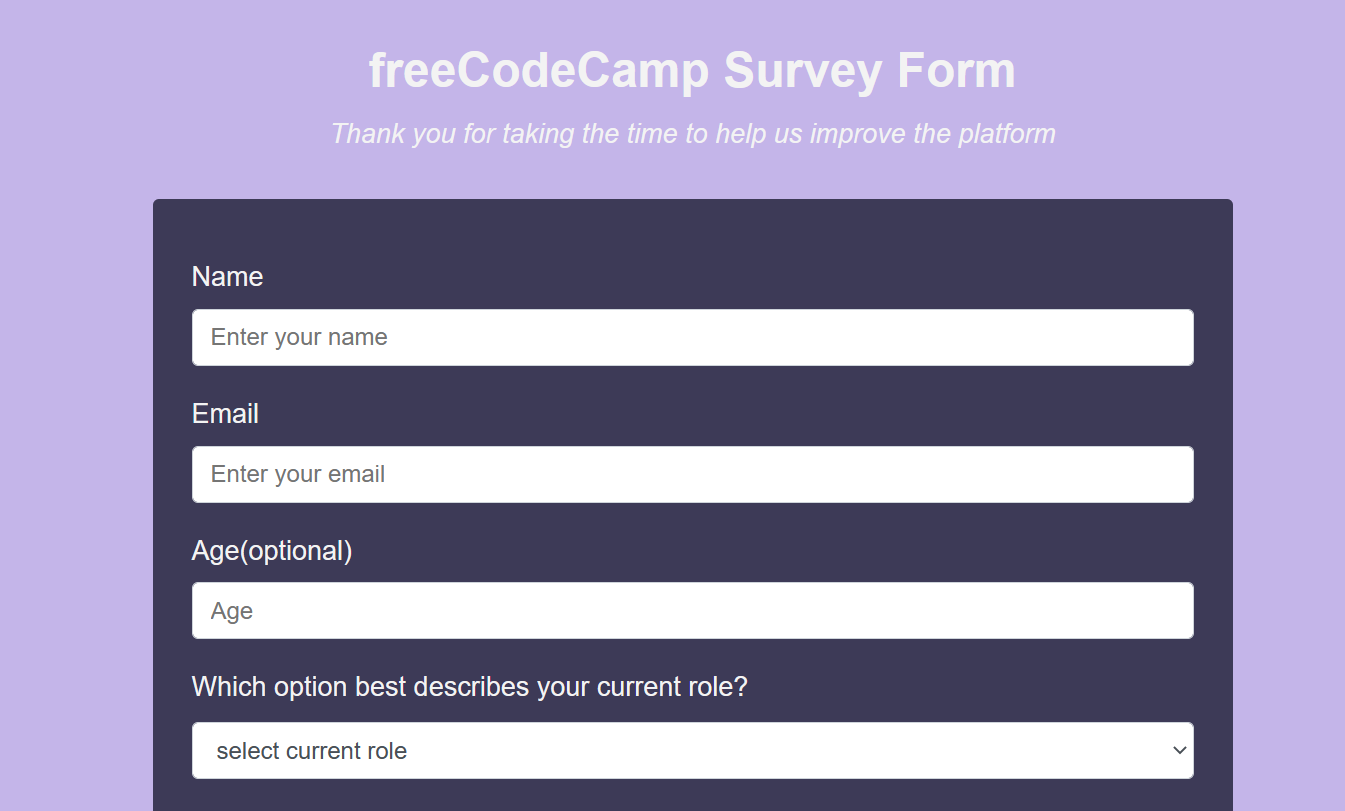 freeCodeCamp Survey Form
Thank you for taking the time to help us improve the platform
Name
Enter your name
Email
Enter your email
Age(optional)
Age
Which option best describes your current role?
select current role